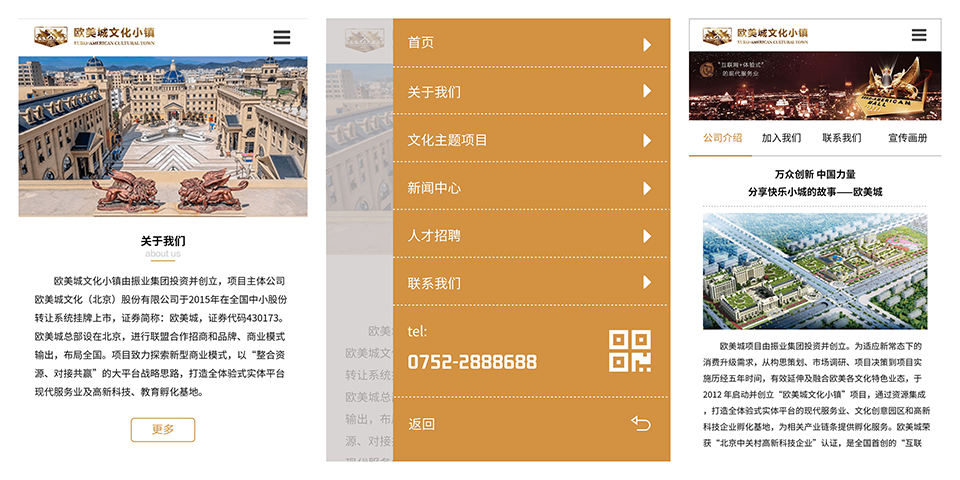 欧美城文化小镇
EURO-AMERICAN CULTURAL TOWN
关于我们
about us
欧美城文化小镇由振业集团投资并创立，项目主体公司
欧美城文化（北京）股份有限公司于2015年在全国中小股份
转让系统挂牌上市，证券简称：欧美城，证券代码430173。
欧美城总部设在北京，进行联盟合作招商和品牌、商业模式
输出，布局全国。项目致力探索新型商业模式，以“整合资
源、对接共赢”的大平台战略思路，打造全体验式实体平台
现代服务业及高新科技、教育孵化基地。
更多
欧美
欧美城文
转让系统
欧美城总
输出，布
源、对接
现代服务
首页
关于我们
文化主题项目
新闻中心
人才招聘
联系我们
tel:
0752-2888688
返回
欧美城文化小镇
EURO-AMERICAN CULTURAL TOWN
“互联网+体验式”
的现代服务业
公司介绍 加入我们 联系我们 宣传画册
万众创新 中国力量
分享快乐小城的故事——欧美城
欧美城项目由振业集团投资并创立。为适应新常态下的
消费升级需求，从构思策划、市场调研、项目决策到项目实
施历经五年时间，有效延伸及融合欧美各文化特色业态，于
2012 年启动并创立“欧美城文化小镇”项目，通过资源集成
，打造全体验式实体平台的现代服务业、文化创意园区和高新
科技企业孵化基地，为相关产业链条提供孵化服务。欧美城荣
获“北京中关村高新科技企业”认证，是全国首创的“互联